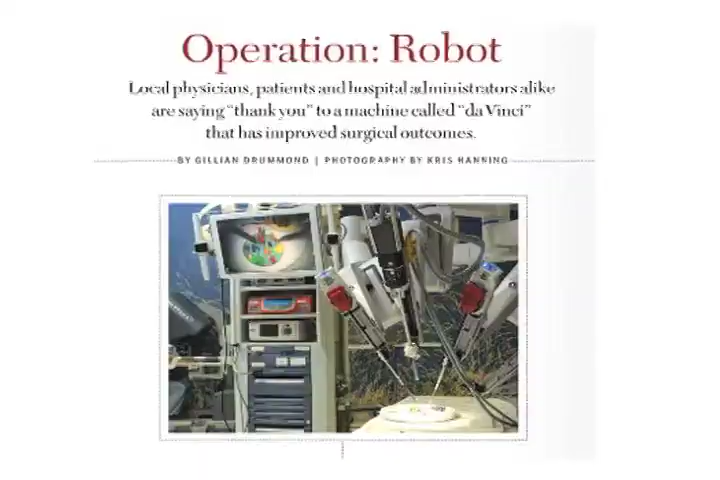 Operation: Robot
Local physicians, patients and hospital administrators alike
are saying "thank you" to a machine called "da Vinci"
that has improved surgical outcomes.
BY GILLIAN DRUMMOND | PHOTOGRAPHY BY KRIS HANNING